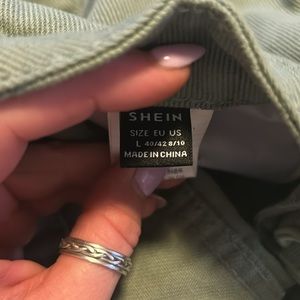 SHEIN
SIZE EU US
L 40/42 8/10
MADE IN CHINA